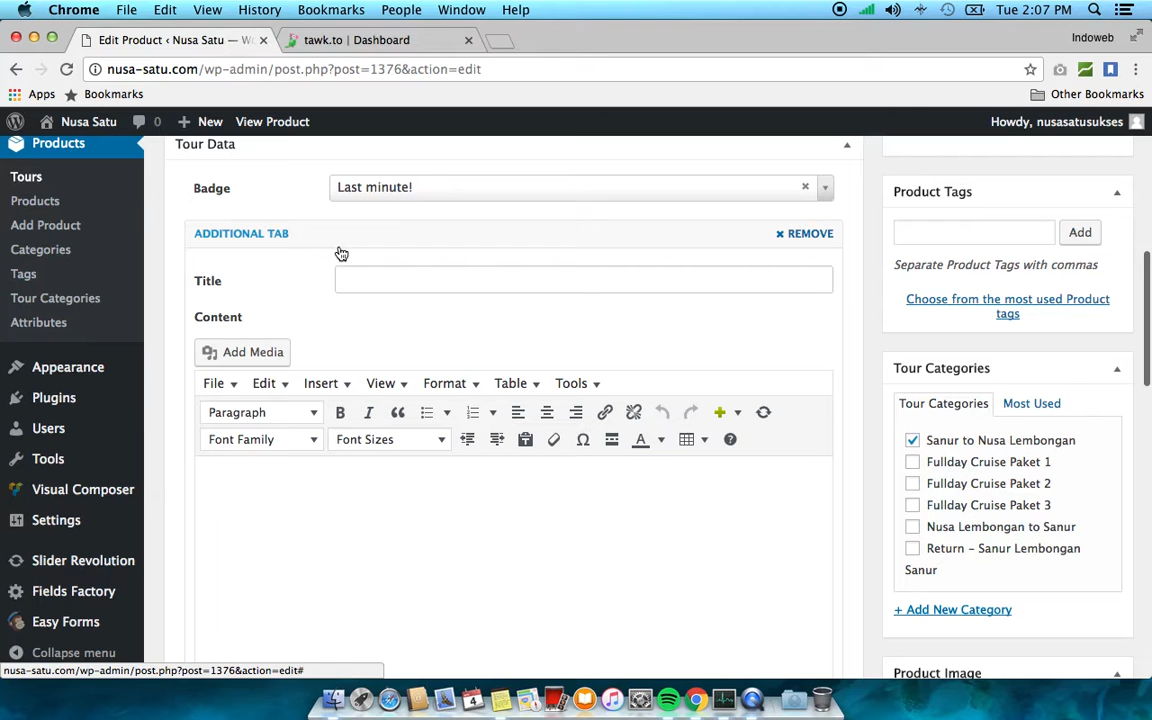 Chrome File Edit View History Bookmarks People Window Help Tue 2:07 PM
Edit Product ‹ Nusa Satu — Wo tawk.to | Dashboard Indoweb
nusa-satu.com/wp-admin/post.php?post=1376&action=edit
Apps Bookmarks Other Bookmarks
Nusa Satu 0 New View Product Howdy, nusasatusukses
Products
Tours
Products
Add Product
Categories
Tags
Tour Categories
Attributes
Appearance
Plugins
Users
Tools
Visual Composer
Settings
Slider Revolution
Fields Factory
Easy Forms
Collapse menu
nusa-satu.com/wp-admin/post.php?post=1376&action=edit#
Tour Data
Badge Last minute!
ADDITIONAL TAB REMOVE
Title
Content
Add Media
File Edit Insert View Format Table Tools
Paragraph
Font Family Font Sizes
Product Tags
Add
Separate Product Tags with commas
Choose from the most used Product
tags
Tour Categories
Tour Categories Most Used
Sanur to Nusa Lembongan
Fullday Cruise Paket 1
Fullday Cruise Paket 2
Fullday Cruise Paket 3
Nusa Lembongan to Sanur
Return – Sanur Lembongan
Sanur
+ Add New Category
Product Image